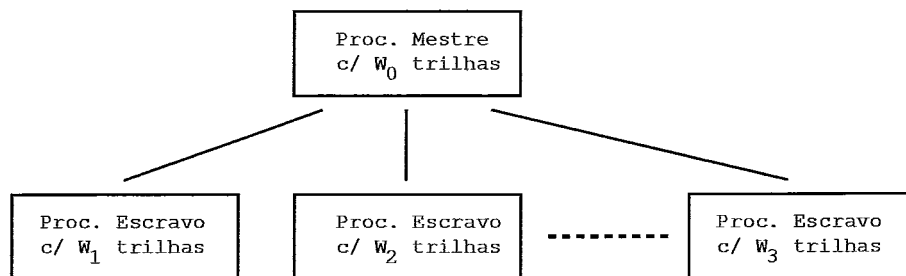 Proc. Mestre
c/ W0 trilhas
Proc. Escravo
c/ W1 trilhas
Proc. Escravo
c/ W2 trilhas
Proc. Escravo
c/ W3 trilhas